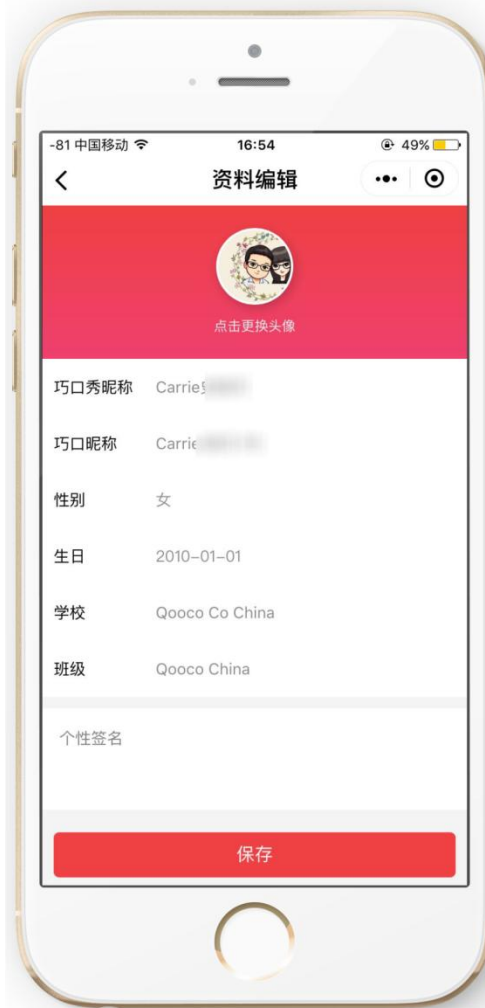 -81 中国移动 16:54 49%
资料编辑
点击更换头像
巧口秀昵称 Carrie
巧口昵称 Carrie
性别 女
生日 2010-01-01
学校 Qooco Co China
班级 Qooco China
个性签名
保存